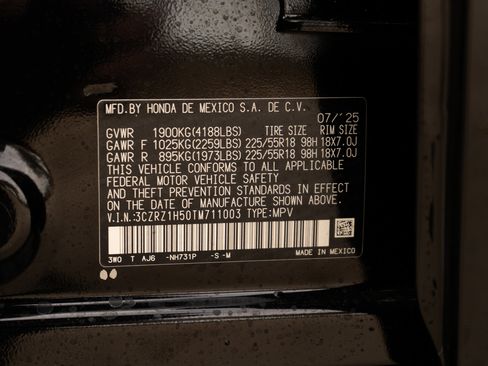 MFD.BY HONDA DE MEXICO S.A. DE C.V.
07/'25
GVWR 1900KG(4188LBS) TIRE SIZE RIM SIZE
GAWR F 1025KG(2259LBS) 225/55R18 98H 18X7.0J
GAWR R 895KG(1973LBS) 225/55R18 98H 18X7.0J
THIS VEHICLE CONFORMS TO ALL APPLICABLE
FEDERAL MOTOR VEHICLE SAFETY
AND THEFT PREVENTION STANDARDS IN EFFECT
ON THE DATE OF MANUFACTURE SHOWN ABOVE.
V.I.N.:3CZRZ1H50TM711003 TYPE:MPV
3W0 T AJ6 -NH731P -S -M MADE IN MEXICO